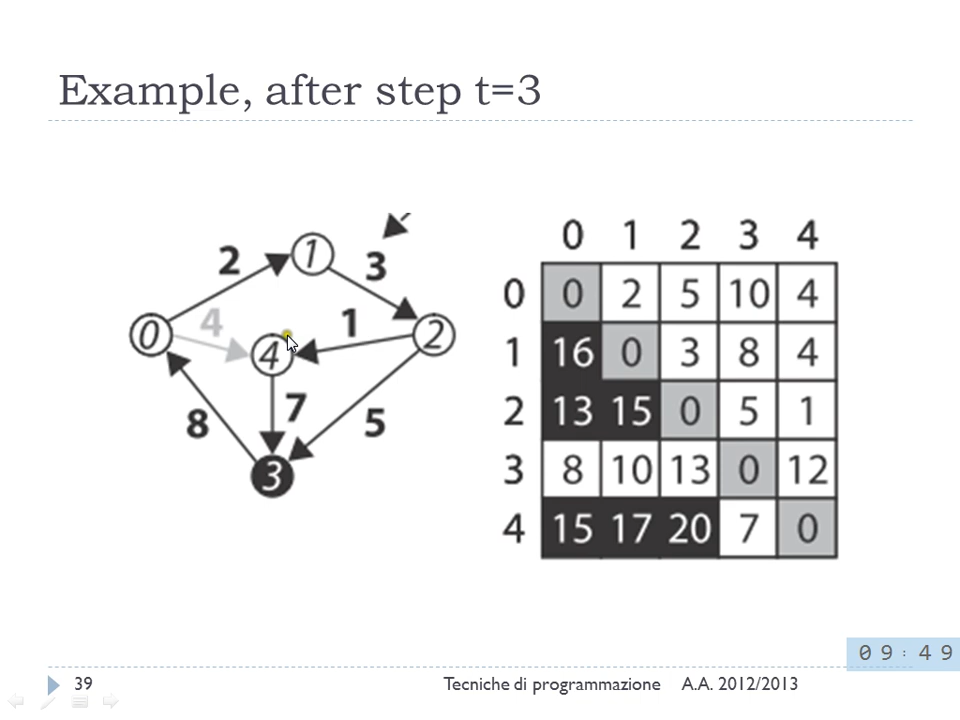 Example, after step t=3
0 1 2 3 4
0 0 2 5 10 4
1 16 0 3 8 4
2 13 15 0 5 1
3 8 10 13 0 12
4 15 17 20 7 0
1
2 3
0 4 4 1 2
8 7 5
3
09:49
39 Tecniche di programmazione A.A. 2012/2013